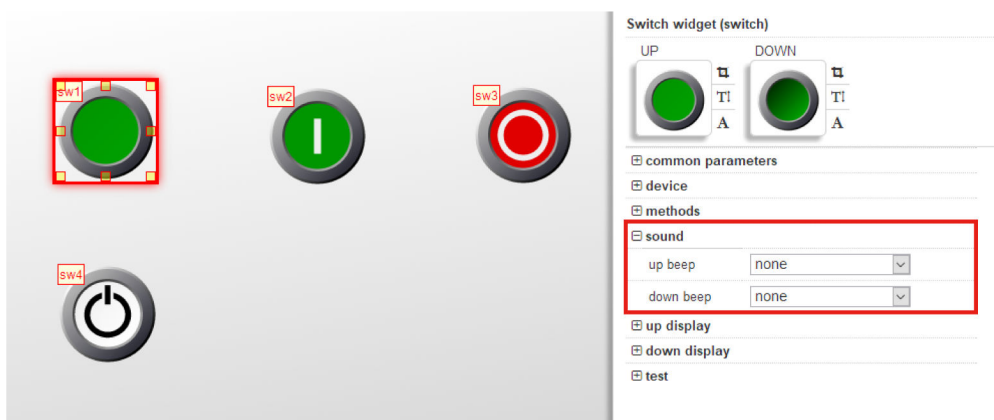 Switch widget (switch)
UP
DOWN
T
A
T
A
sw1
sw2
sw3
sw4
common parameters
device
methods
sound
up beep
none
down beep
none
up display
down display
test